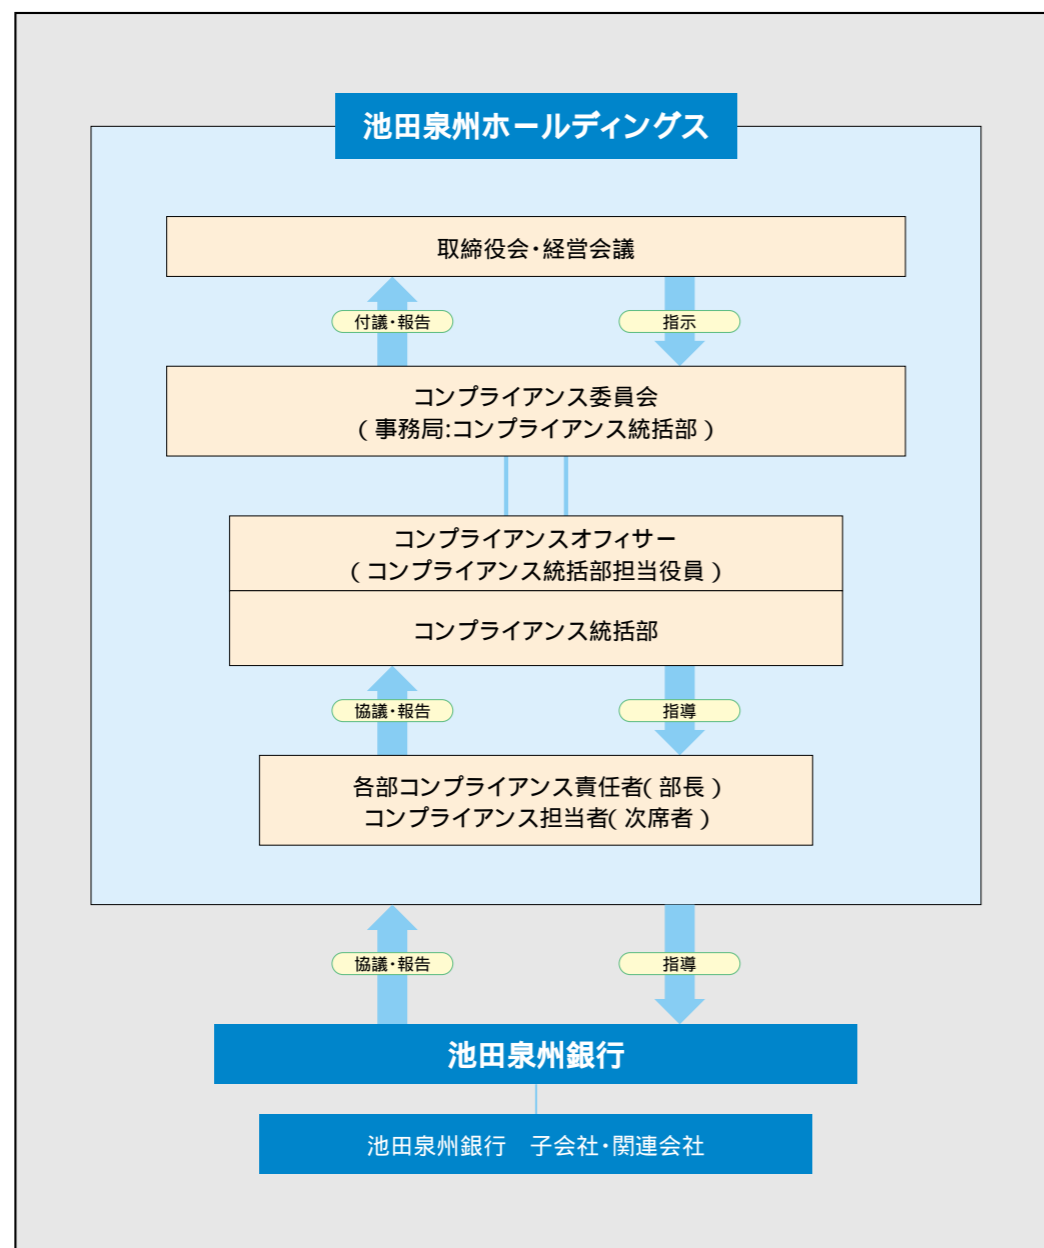 池田泉州ホールディングス
取締役会・経営会議
付議・報告
指示
コンプライアンス委員会
(事務局:コンプライアンス統括部)
コンプライアンスオフィサー
(コンプライアンス統括部担当役員)
コンプライアンス統括部
協議・報告
指導
各部コンプライアンス責任者(部長)
コンプライアンス担当者(次席者)
協議・報告
指導
池田泉州銀行
池田泉州銀行　子会社・関連会社